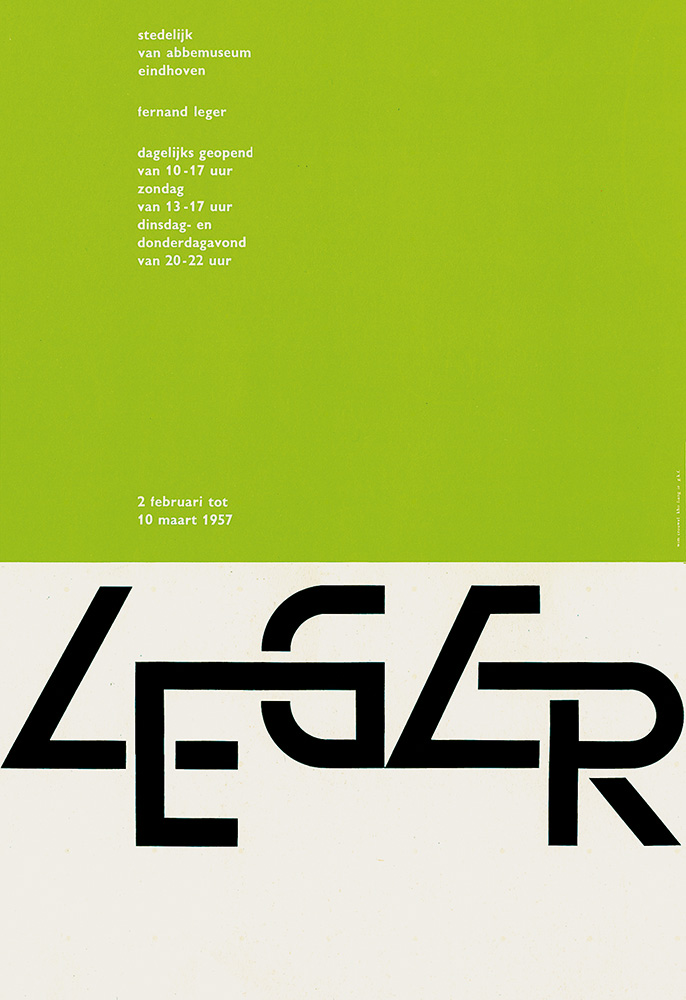 stedelijk
van abbemuseum
eindhoven
fernand leger
dagelijks geopend
van 10-17 uur
zondag
van 13-17 uur
dinsdag- en
donderdagavond
van 20-22 uur
2 februari tot
10 maart 1957
LEGER